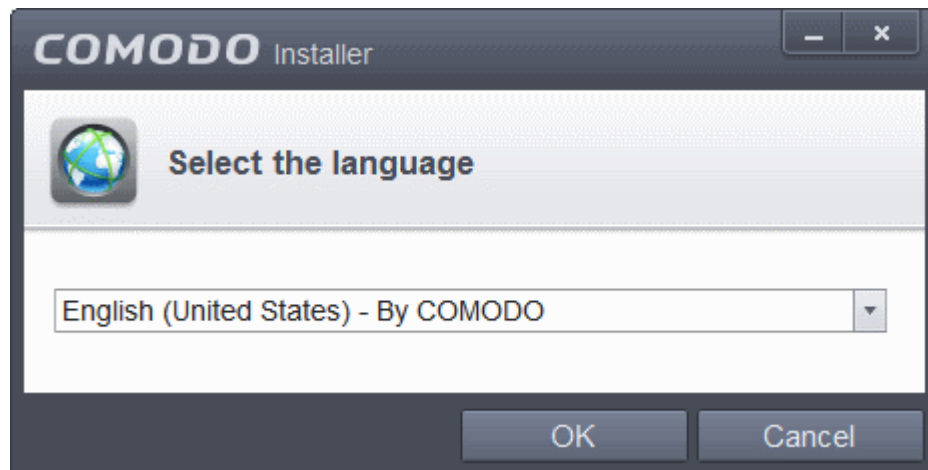 COMODO Installer
Select the language
English (United States) - By COMODO
OK Cancel